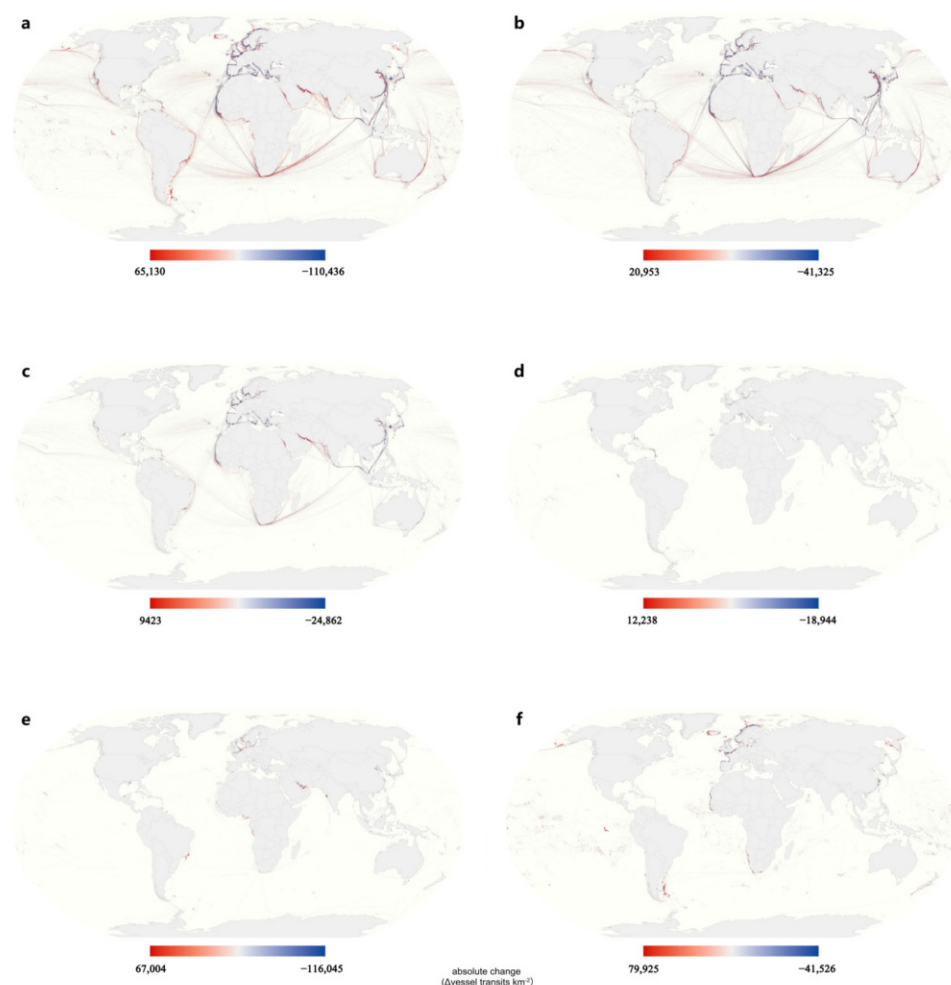 a
b
65,130
−110,436
20,953
−41,325
c
d
9423
−24,862
12,238
−18,944
e
f
67,004
−116,045
absolute change
(Δvessel transits km⁻²)
79,925
−41,526